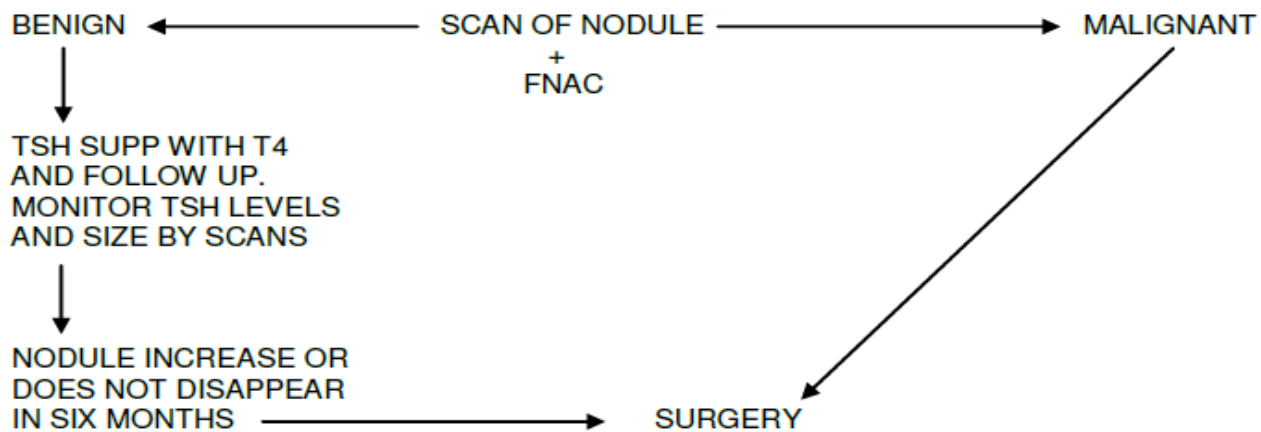 BENIGN
SCAN OF NODULE
+
FNAC
MALIGNANT
TSH SUPP WITH T4
AND FOLLOW UP.
MONITOR TSH LEVELS
AND SIZE BY SCANS
NODULE INCREASE OR
DOES NOT DISAPPEAR
IN SIX MONTHS
SURGERY